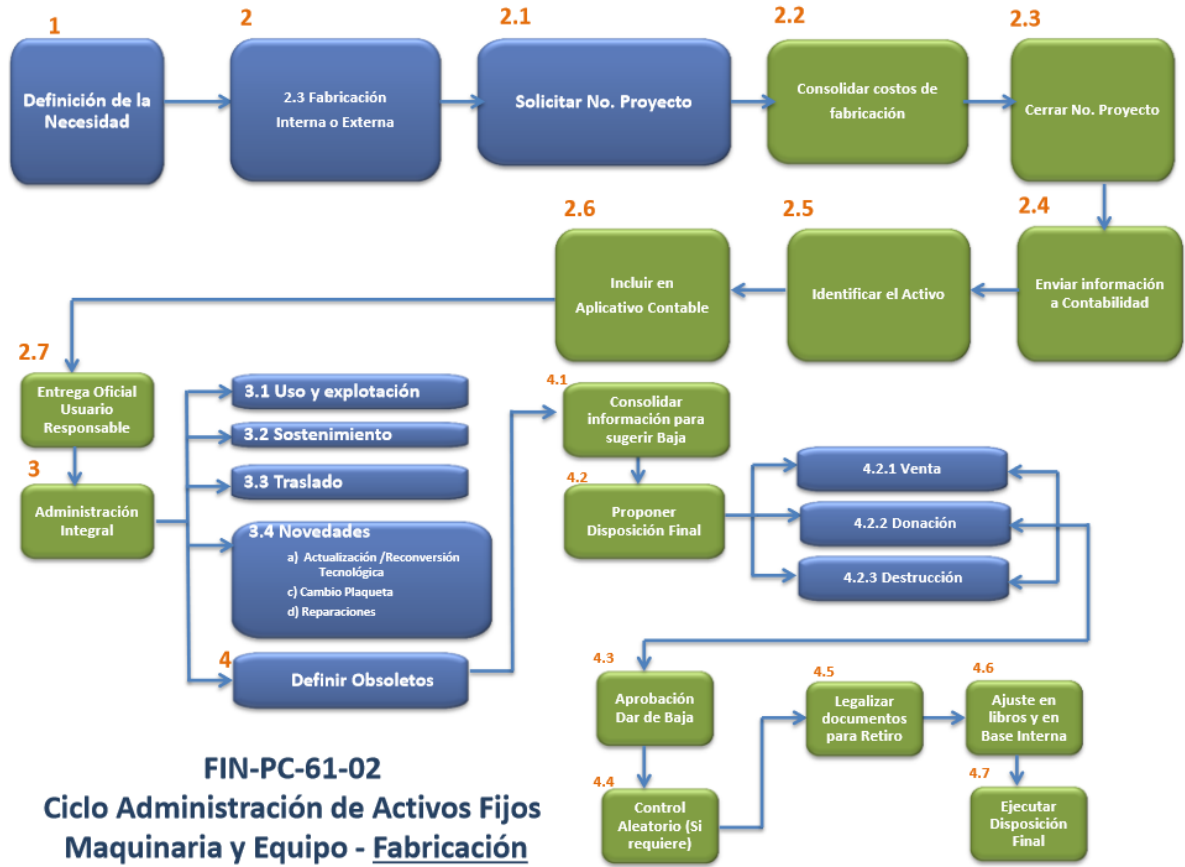 1
Definición de la
Necesidad
2
2.3 Fabricación
Interna o Externa
2.1
Solicitar No. Proyecto
2.2
Consolidar costos de
fabricación
2.3
Cerrar No. Proyecto
2.4
Enviar información
a Contabilidad
2.5
Identificar el Activo
2.6
Incluir en
Aplicativo Contable
2.7
Entrega Oficial
Usuario
Responsable
3
Administración
Integral
3.1 Uso y explotación
3.2 Sostenimiento
3.3 Traslado
3.4 Novedades
a) Actualización /Reconversión
Tecnológica
c) Cambio Plaqueta
d) Reparaciones
4
Definir Obsoletos
4.1
Consolidar
información para
sugerir Baja
4.2
Proponer
Disposición Final
4.2.1 Venta
4.2.2 Donación
4.2.3 Destrucción
4.3
Aprobación
Dar de Baja
4.4
Control
Aleatorio (Si
requiere)
4.5
Legalizar
documentos
para Retiro
4.6
Ajuste en
libros y en
Base Interna
4.7
Ejecutar
Disposición
Final
FIN-PC-61-02
Ciclo Administración de Activos Fijos
Maquinaria y Equipo - Fabricación